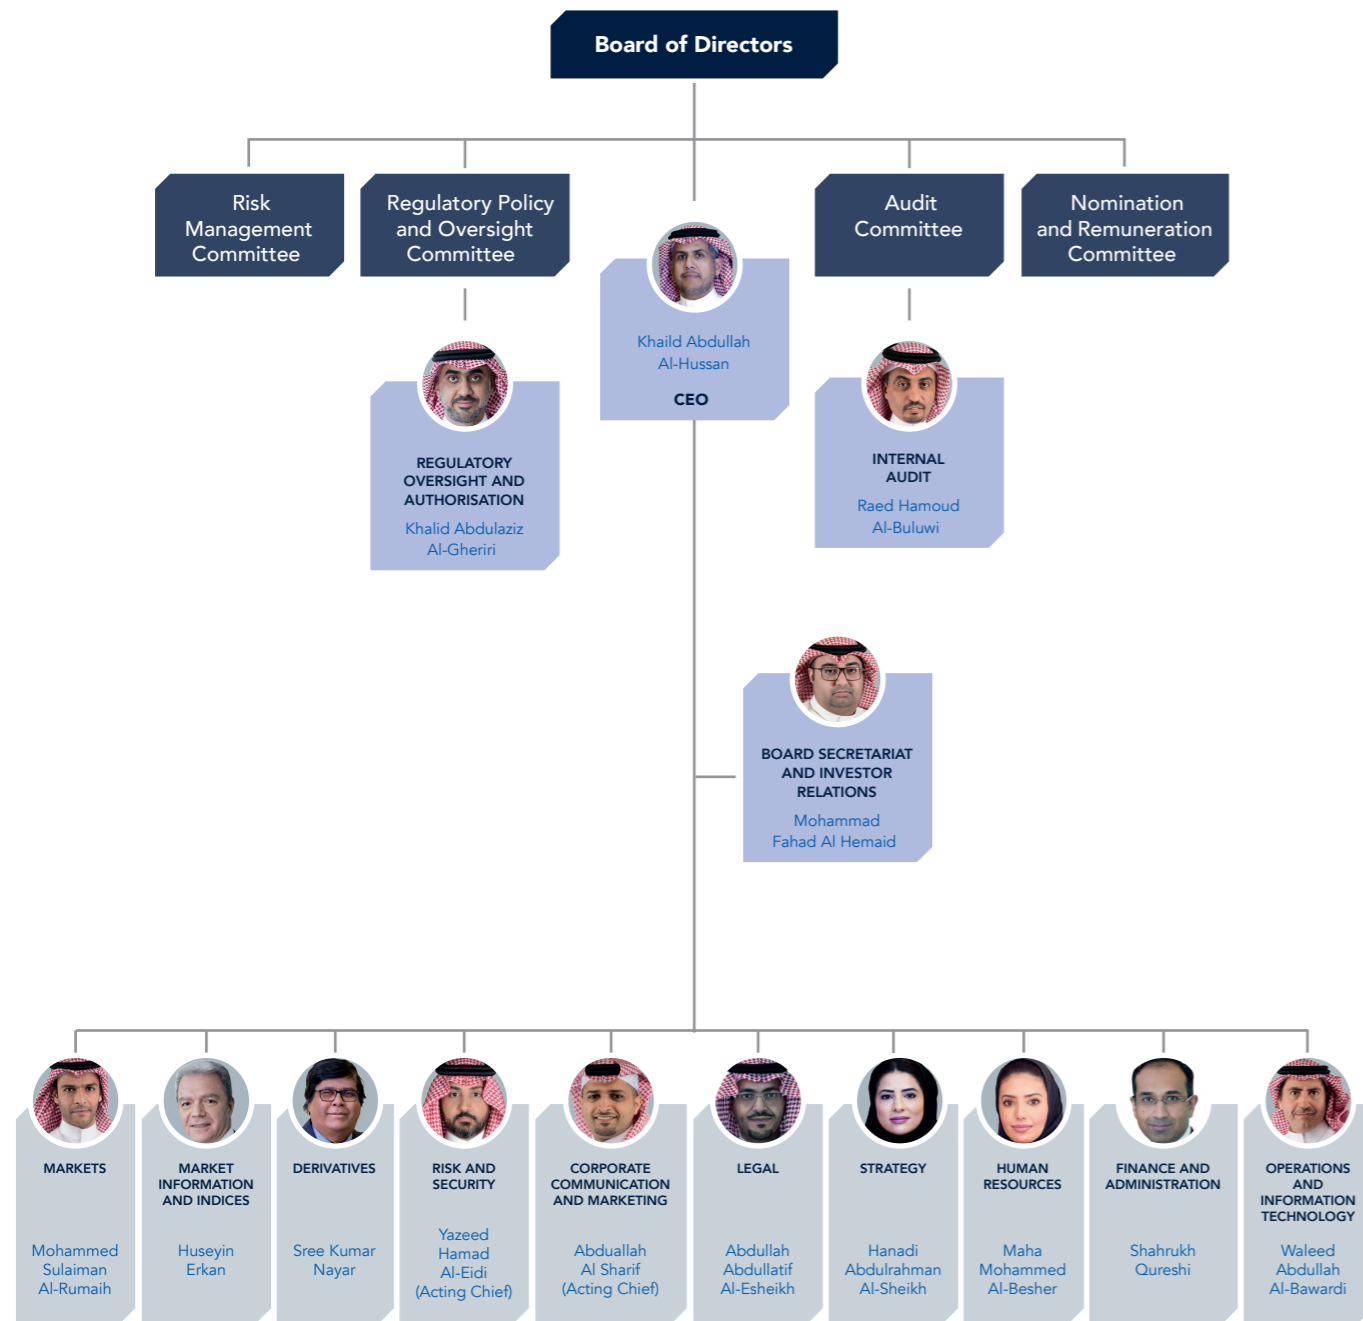 Board of Directors
Risk
Management
Committee
Regulatory Policy
and Oversight
Committee
Audit
Committee
Nomination
and Remuneration
Committee
Khaild Abdullah
Al-Hussan
CEO
REGULATORY
OVERSIGHT AND
AUTHORISATION
Khalid Abdulaziz
Al-Gheriri
INTERNAL
AUDIT
Raed Hamoud
Al-Buluwi
BOARD SECRETARIAT
AND INVESTOR
RELATIONS
Mohammad
Fahad Al Hemaid
MARKETS
Mohammed
Sulaiman
Al-Rumaih
MARKET
INFORMATION
AND INDICES
Huseyin
Erkan
DERIVATIVES
Sree Kumar
Nayar
RISK AND
SECURITY
Yazeed
Hamad
Al-Eidi
(Acting Chief)
CORPORATE
COMMUNICATION
AND MARKETING
Abduallah
Al Sharif
(Acting Chief)
LEGAL
Abdullah
Abdullatif
Al-Esheikh
STRATEGY
Hanadi
Abdulrahman
Al-Sheikh
HUMAN
RESOURCES
Maha
Mohammed
Al-Besher
FINANCE AND
ADMINISTRATION
Shahrukh
Qureshi
OPERATIONS
AND
INFORMATION
TECHNOLOGY
Waleed
Abdullah
Al-Bawardi